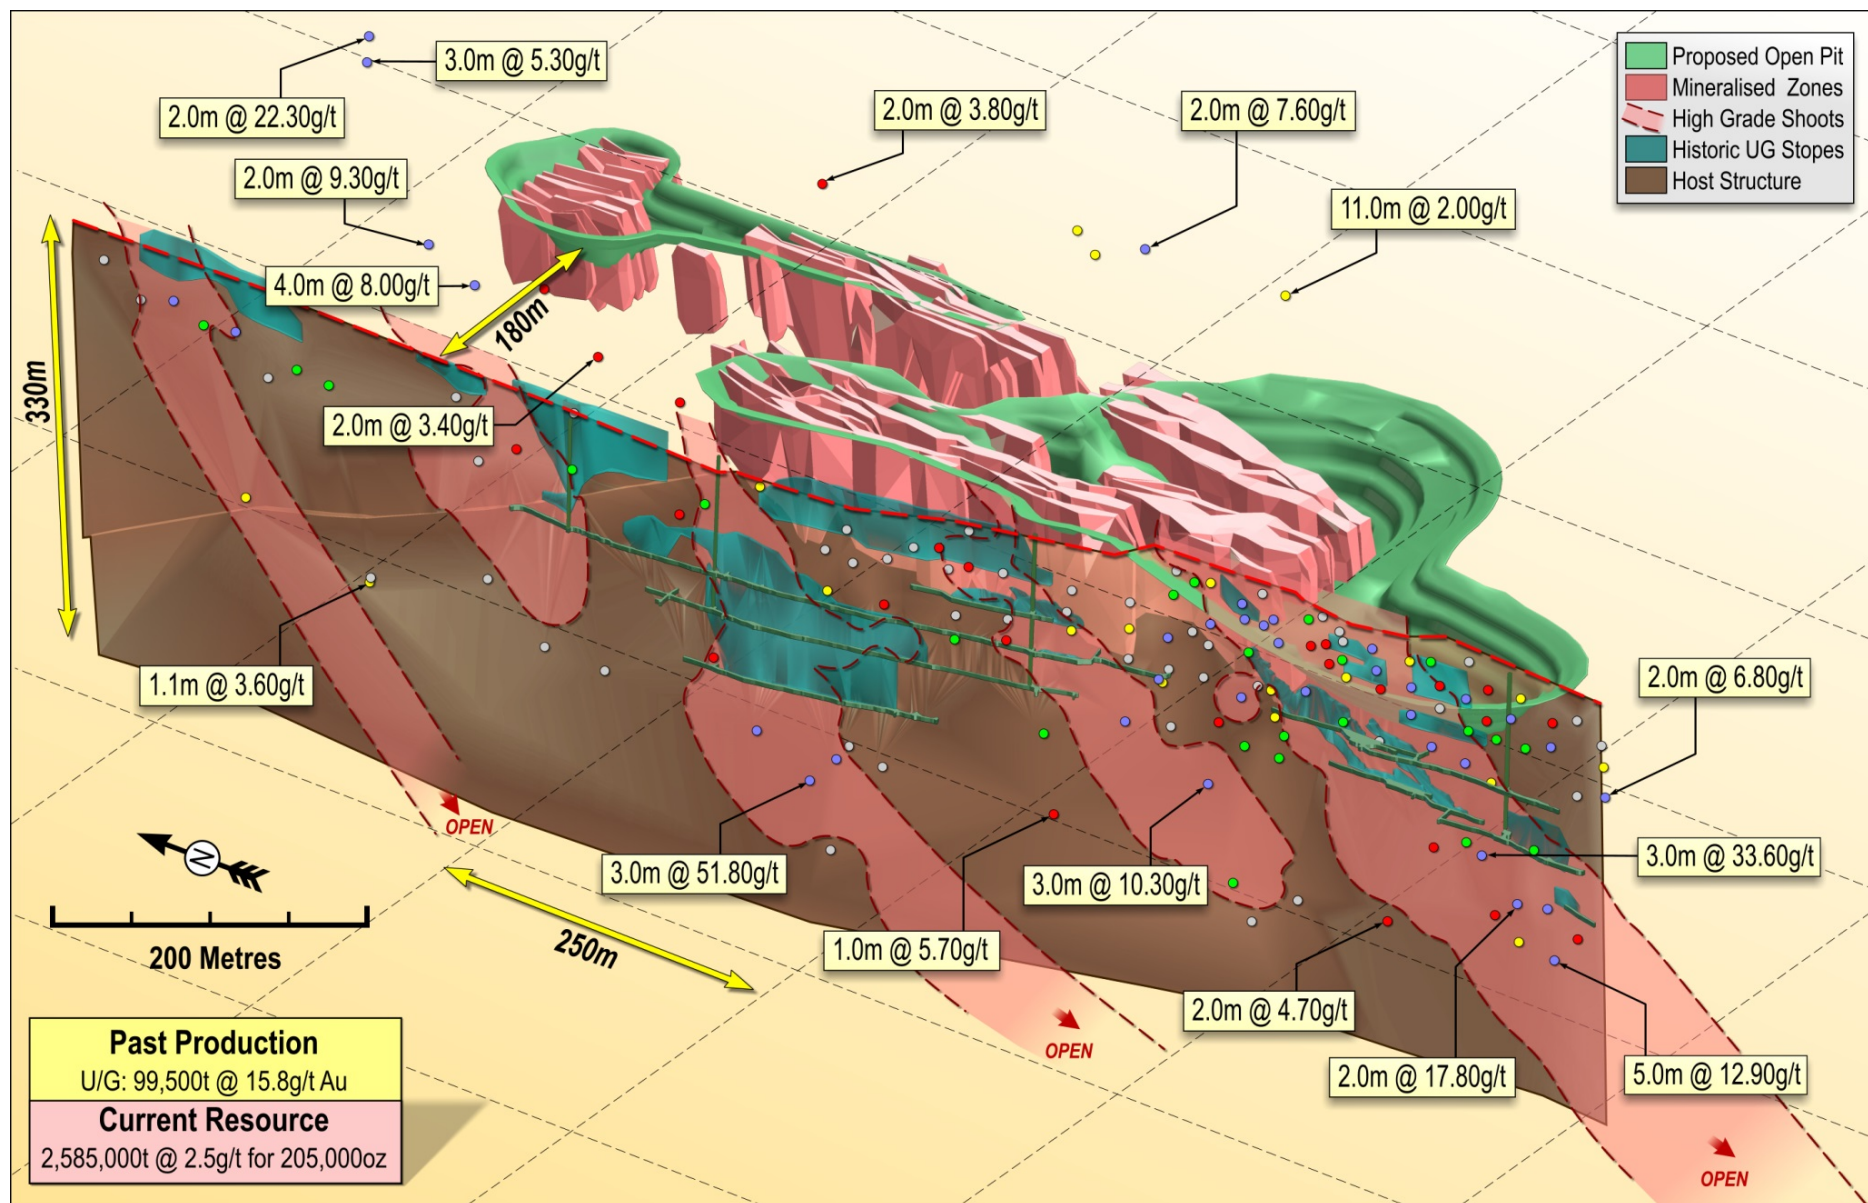 3.0m @ 5.30g/t
2.0m @ 22.30g/t
2.0m @ 3.80g/t
2.0m @ 7.60g/t
Proposed Open Pit
Mineralised Zones
High Grade Shoots
Historic UG Stopes
Host Structure
2.0m @ 9.30g/t
11.0m @ 2.00g/t
4.0m @ 8.00g/t
180m
330m
2.0m @ 3.40g/t
1.1m @ 3.60g/t
2.0m @ 6.80g/t
OPEN
N
200 Metres
250m
3.0m @ 51.80g/t
3.0m @ 10.30g/t
3.0m @ 33.60g/t
1.0m @ 5.70g/t
2.0m @ 4.70g/t
OPEN
2.0m @ 17.80g/t
5.0m @ 12.90g/t
OPEN
Past Production
U/G: 99,500t @ 15.8g/t Au
Current Resource
2,585,000t @ 2.5g/t for 205,000oz